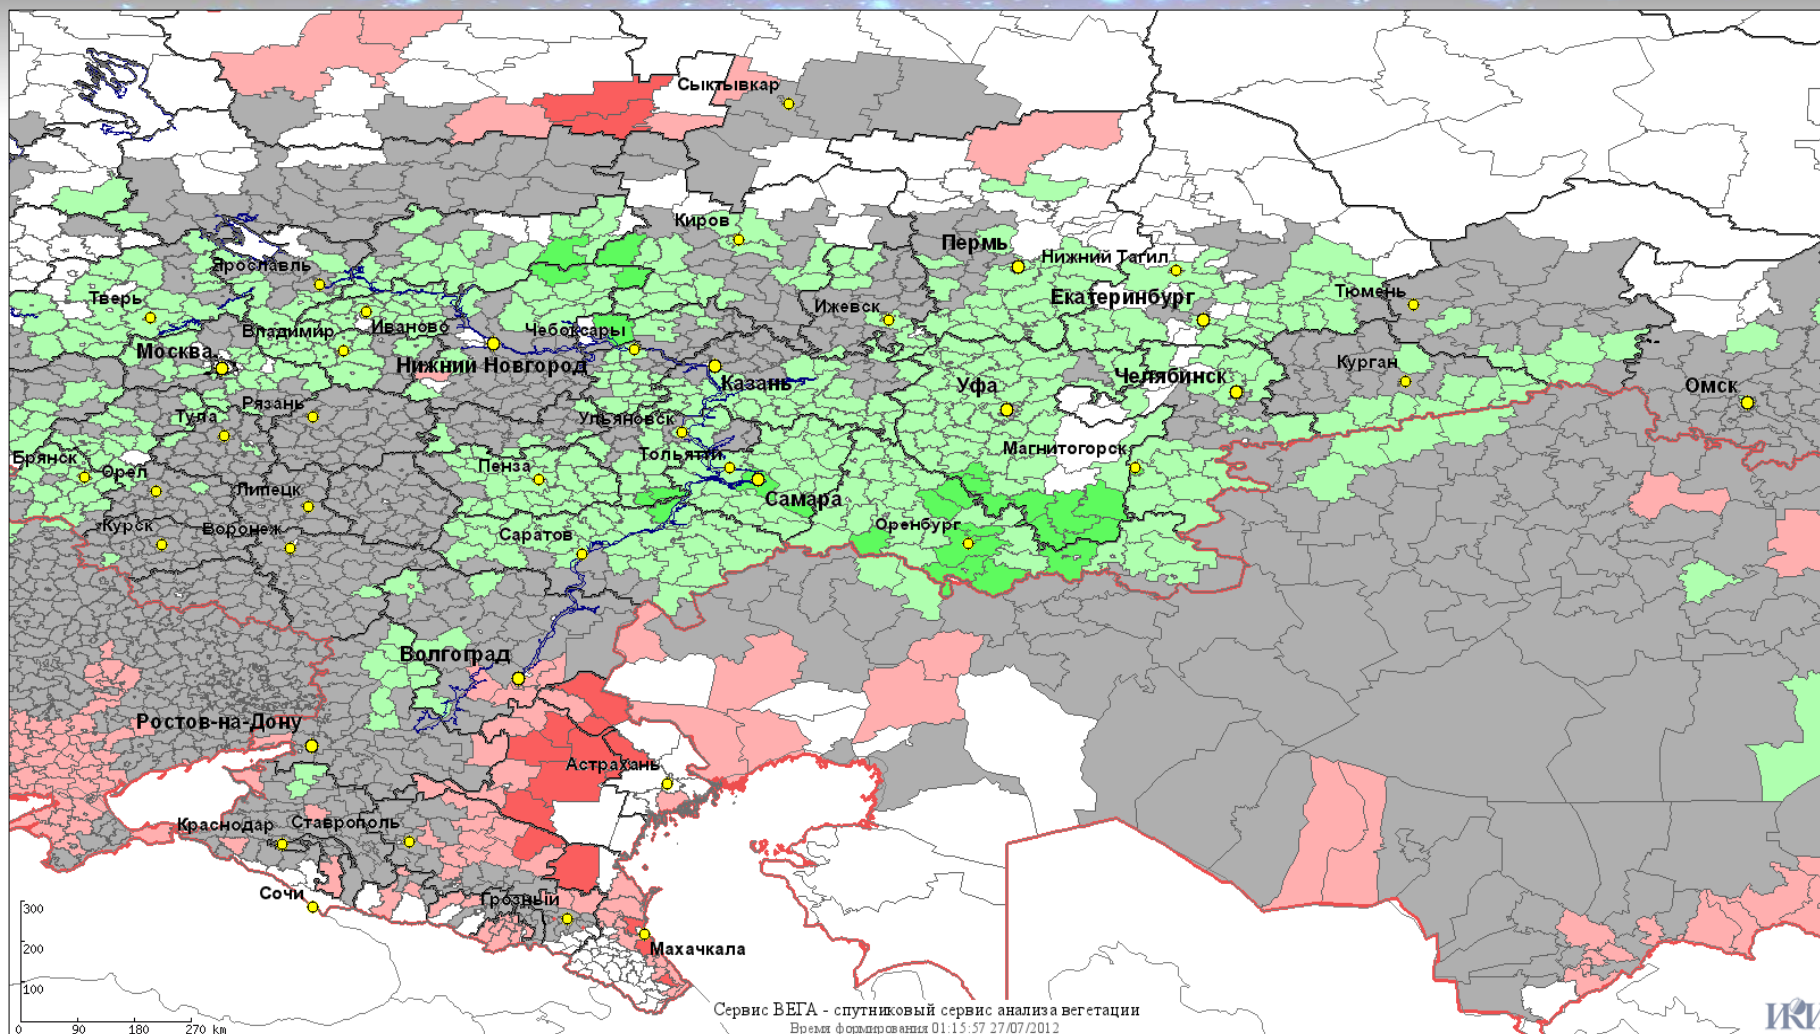 Сыктывкар
Киров
Пермь
Нижний Тагил
Ярославль
Екатеринбург
Тюмень
Тверь
Ижевск
Владимир
Иваново
Чебоксары
Москва
Нижний Новгород
Казань
Уфа
Челябинск
Курган
Омск
Рязань
Тула
Ульяновск
Магнитогорск
Брянск
Орел
Пенза
Тольятти
Липецк
Самара
Курск
Воронеж
Саратов
Оренбург
Волгоград
Ростов-на-Дону
Астрахань
Краснодар
Ставрополь
Сочи
Грозный
Махачкала
300
200
100
0 90 180 270 km
Сервис ВЕГА - спутниковый сервис анализа вегетации
Время формирования 01:15:57 27/07/2012
ИКИ